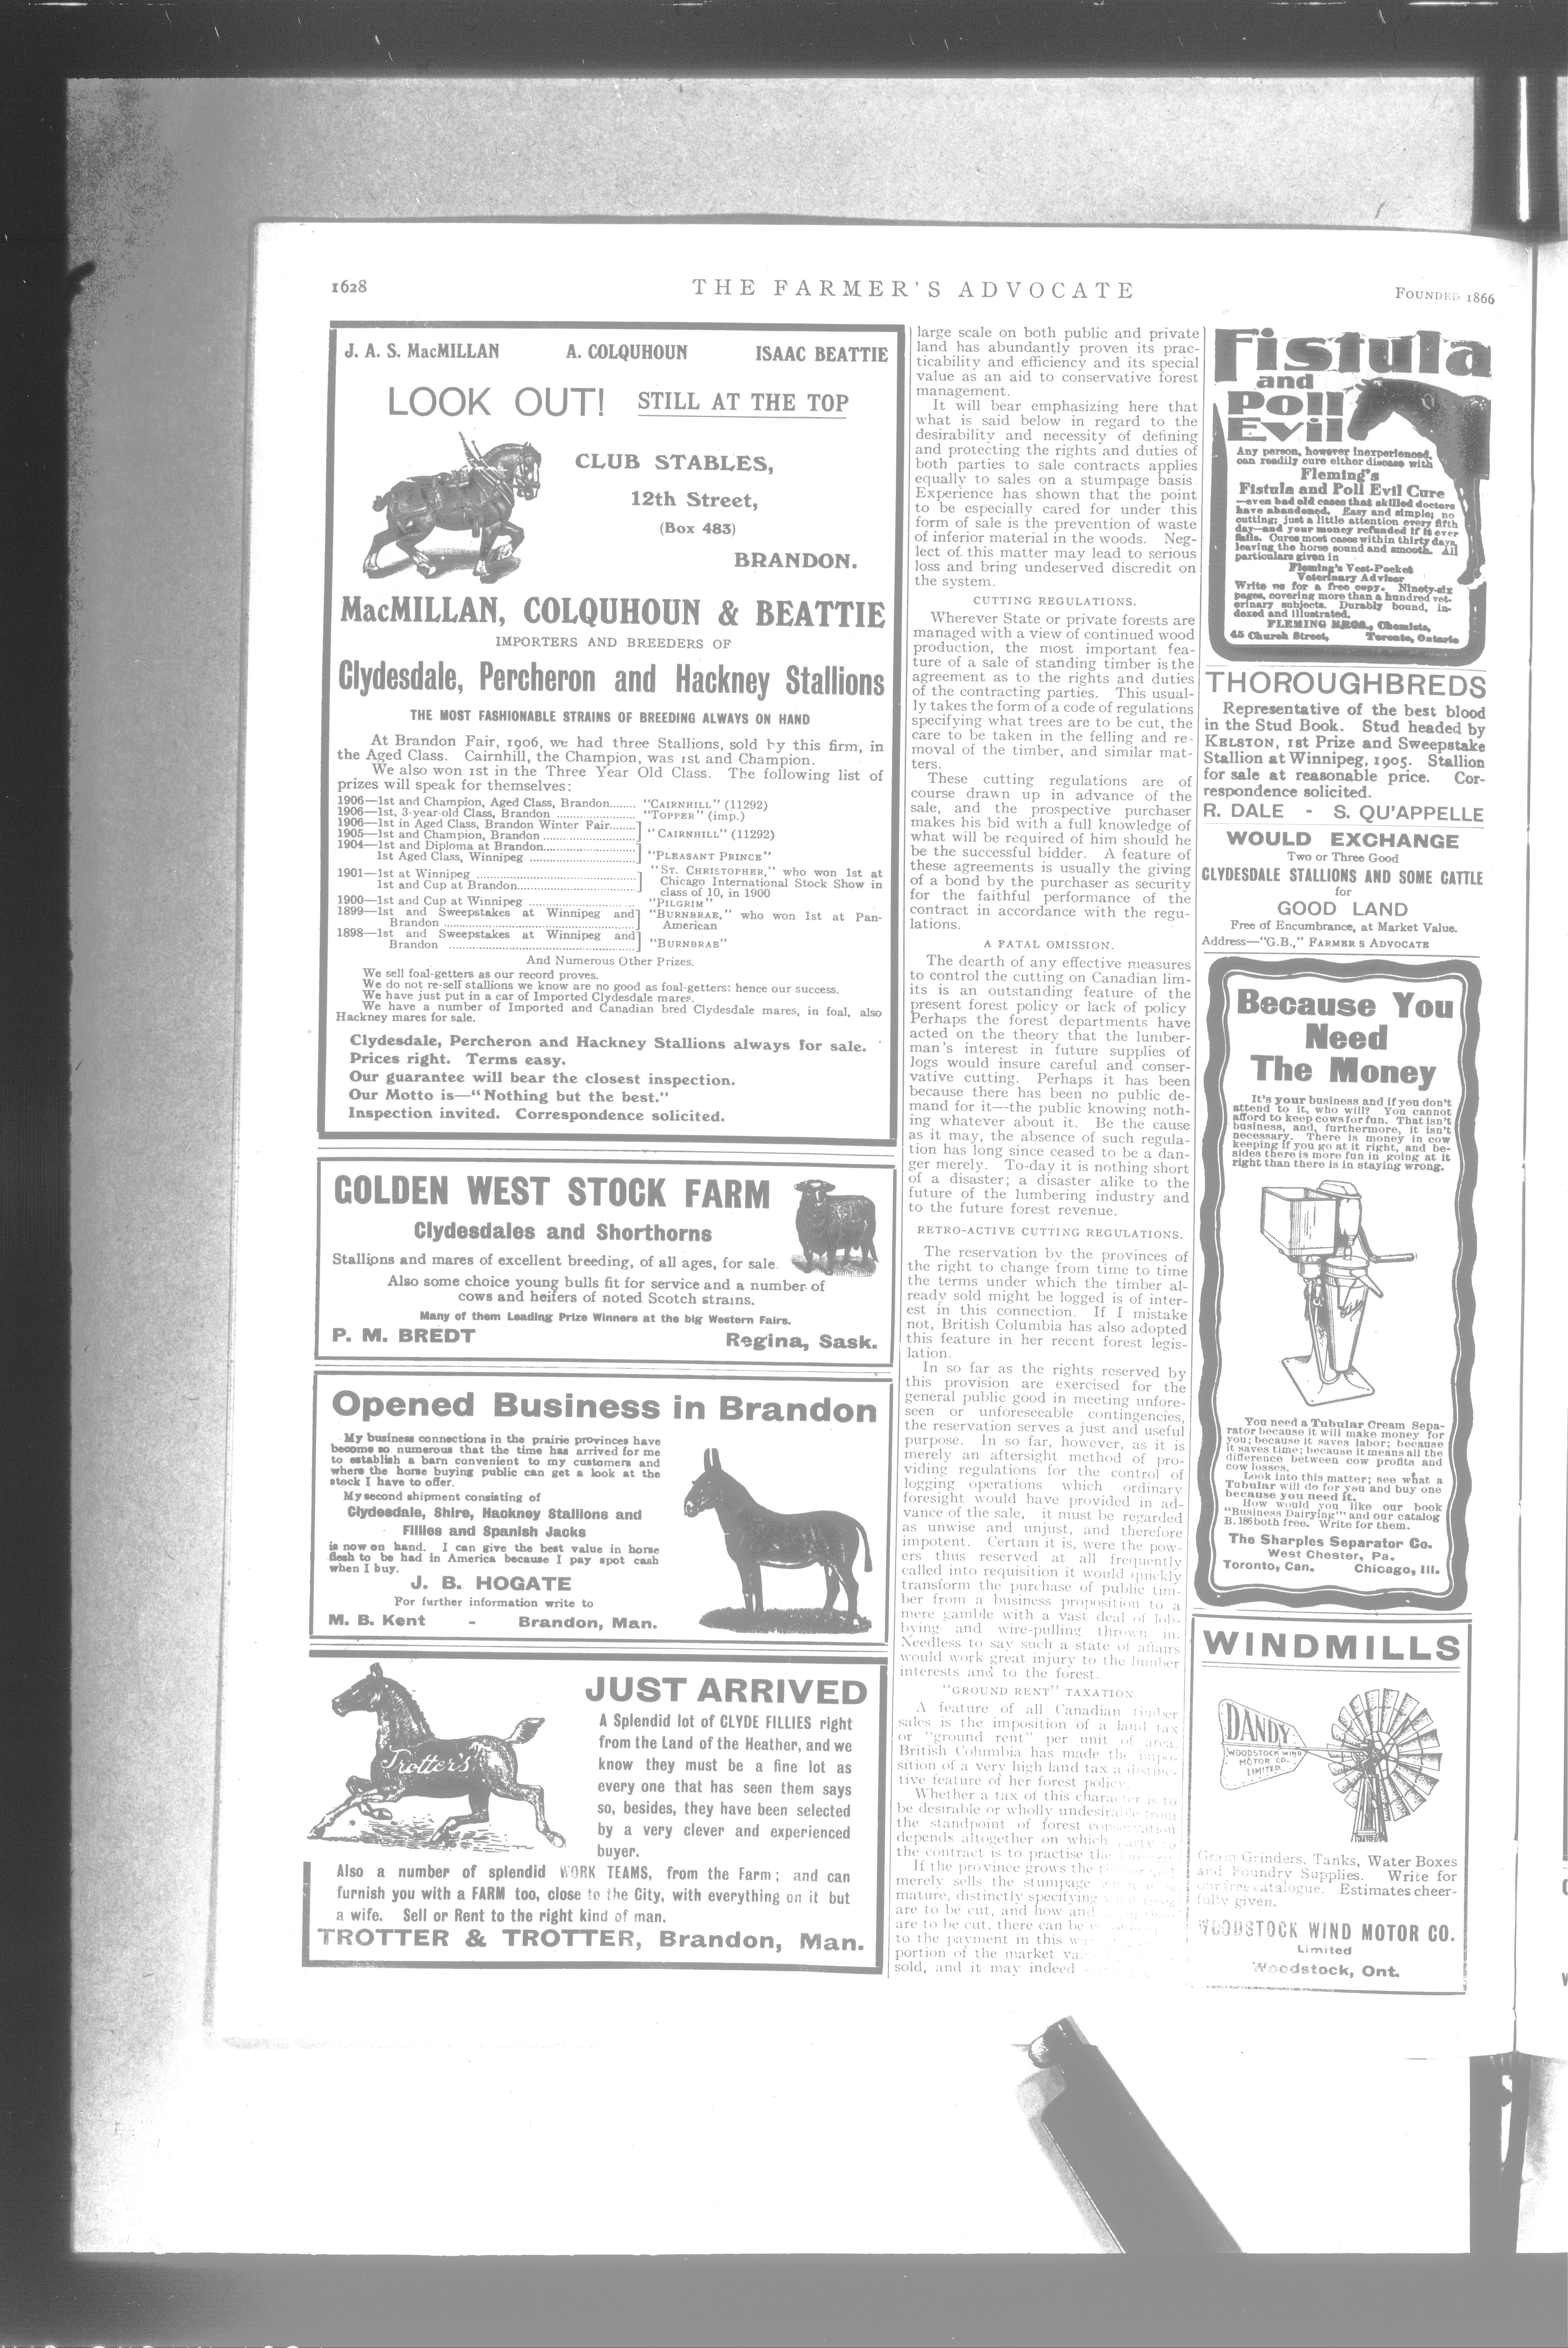 1628
THE FARMER'S ADVOCATE
FOUNDED 1866
J. A. S. MacMILLAN A. COLQUHOUN ISAAC BEATTIE
LOOK OUT! STILL AT THE TOP
CLUB STABLES,
12th Street,
(Box 483)
BRANDON.
MacMILLAN, COLQUHOUN & BEATTIE
IMPORTERS AND BREEDERS OF
Clydesdale, Percheron and Hackney Stallions
THE MOST FASHIONABLE STRAINS OF BREEDING ALWAYS ON HAND
At Brandon Fair, 1906, we had three Stallions, sold by this firm, in
the Aged Class. Cairnhill, the Champion, was 1st and Champion.
We also won 1st in the Three Year Old Class. The following list of
prizes will speak for themselves:
1906—1st and Champion, Aged Class, Brondon........ "CAIRNHILL" (11292)
1906—1st, 3-year-old Class, Brandon .................... "TOPPER" (imp.)
1906—1st in Aged Class, Brandon Winter Fair.......
1905—1st and Champion, Brandon ....................... "CAIRNHILL" (11292)
1904—1st and Diploma at Brandon.......................
1st Aged Class, Winnipeg ........................... "PLEASANT PRINCE"
1901—1st at Winnipeg ........................................ "ST. CHRISTOPHER," who won 1st at
1st and Cup at Brandon.............................. Chicago International Stock Show in
class of 10, in 1900
1900—1st and Cup at Winnipeg .......................... "PILGRIM"
1899—1st and Sweepstakes at Winnipeg and "BURNBRAE," who won 1st at Pan-
Brandon ................................................ American
1898—1st and Sweepstakes at Winnipeg and
Brandon ............................................... "BURNBRAE"
And Numerous Other Prizes.
We sell foal-getters as our record proves.
We do not re-sell stallions we know are no good as foal-getters: hence our success.
We have just put in a car of Imported Clydesdale mares.
We have a number of Imported and Canadian bred Clydesdale mares, in foal, also
Hackney mares for sale.
Clydesdale, Percheron and Hackney Stallions always for sale.
Prices right. Terms easy.
Our guarantee will bear the closest inspection.
Our Motto is—"Nothing but the best."
Inspection invited. Correspondence solicited.
GOLDEN WEST STOCK FARM
Clydesdales and Shorthorns
Stallions and mares of excellent breeding, of all ages, for sale.
Also some choice young bulls fit for service and a number of
cows and heifers of noted Scotch strains.
Many of them Leading Prize Winners at the big Western Fairs.
P. M. BREDT Regina, Sask.
Opened Business in Brandon
My business connections in the prairie provinces have
become so numerous that the time has arrived for me
to establish a barn convenient to my customers and
where the horse buying public can get a look at the
stock I have to offer.
My second shipment consisting of
Clydesdale, Shire, Hackney Stallions and
Fillies and Spanish Jacks
is now on hand. I can give the best value in horse
flesh to be had in America because I pay spot cash
when I buy.
J. B. HOGATE
For further information write to
M. B. Kent - Brandon, Man.
Trotter's
JUST ARRIVED
A Splendid lot of CLYDE FILLIES right
from the Land of the Heather, and we
know they must be a fine lot as
every one that has seen them says
so, besides, they have been selected
by a very clever and experienced
buyer.
Also a number of splendid WORK TEAMS, from the Farm; and can
furnish you with a FARM too, close to the City, with everything on it but
a wife. Sell or Rent to the right kind of man.
TROTTER & TROTTER, Brandon, Man.
large scale on both public and private
land has abundantly proven its prac-
ticability and efficiency and its special
value as an aid to conservative forest
management.
It will bear emphasizing here that
what is said below in regard to the
desirability and necessity of defining
and protecting the rights and duties of
both parties to sale contracts applies
equally to sales on a stumpage basis.
Experience has shown that the point
to be especially cared for under this
form of sale is the prevention of waste
of inferior material in the woods. Neg-
lect of this matter may lead to serious
loss and bring undeserved discredit on
the system.
CUTTING REGULATIONS.
Wherever State or private forests are
managed with a view of continued wood
production, the most important fea-
ture of a sale of standing timber is the
agreement as to the rights and duties
of the contracting parties. This usual-
ly takes the form of a code of regulations
specifying what trees are to be cut, the
care to be taken in the felling and re-
moval of the timber, and similar mat-
ters.
These cutting regulations are of
course drawn up in advance of the
sale, and the prospective purchaser
makes his bid with a full knowledge of
what will be required of him should he
be the successful bidder. A feature of
these agreements is usually the giving
of a bond by the purchaser as security
for the faithful performance of the
contract in accordance with the regu-
lations.
A FATAL OMISSION.
The dearth of any effective measures
to control the cutting on Canadian lim-
its is an outstanding feature of the
present forest policy or lack of policy
Perhaps the forest departments have
acted on the theory that the lumber-
man's interest in future supplies of
logs would insure careful and conser-
vative cutting. Perhaps it has been
because there has been no public de-
mand for it—the public knowing noth-
ing whatever about it. Be the cause
as it may, the absence of such regula-
tion has long since ceased to be a dan-
ger merely. To-day it is nothing short
of a disaster; a disaster alike to the
future of the lumbering industry and
to the future forest revenue.
RETRO-ACTIVE CUTTING REGULATIONS.
The reservation by the provinces of
the right to change from time to time
the terms under which the timber al-
ready sold might be logged is of inter-
est in this connection. If I mistake
not, British Columbia has also adopted
this feature in her recent forest legis-
lation.
In so far as the rights reserved by
this provision are exercised for the
general public good in meeting unfore-
seen or unforeseeable contingencies,
the reservation serves a just and useful
purpose. In so far, however, as it is
merely an aftersight method of pro-
viding regulations for the control of
logging operations which ordinary
foresight would have provided in ad-
vance of the sale, it must be regarded
as unwise and unjust, and therefore
impotent. Certain it is, were the pow-
ers thus reserved at all frequently
called into requisition it would quickly
transform the purchase of public tim-
ber from a business proposition to a
mere gamble with a vast deal of lob-
bying and wire-pulling thrown in.
Needless to say such a state of affairs
would work great injury to the lumber
interests and to the forest.
"GROUND RENT" TAXATION.
A feature of all Canadian timber
sales is the imposition of a land tax
or "ground rent" per unit of area.
British Columbia has made the impo-
sition of a very high land tax a distinc-
tive feature of her forest policy.
Whether a tax of this character is to
be desirable or wholly undesirable from
the standpoint of forest conservation
depends altogether on which party to
the contract is to practise the
If the province grows the
merely sells the stumpage when
mature, distinctly specifying
are to be cut, and how and
are to be cut, there can be
to the payment in this
portion of the market
sold, and it may indeed
Fistula
and
Poll
Evil
Any person, however inexperienced,
can readily cure either disease with
Fleming's
Fistula and Poll Evil Cure
—even bad old cases that skilled doctors
have abandoned. Easy and simple; no
cutting; just a little attention every fifth
day—and your money refunded if it ever
fails. Cures most cases within thirty days,
leaving the horse sound and smooth. All
particulars given in
Fleming's Vest-Pocket
Veterinary Adviser
Write us for a free copy. Ninety-six
pages, covering more than a hundred vet-
erinary subjects. Durably bound, in-
dexed and illustrated.
FLEMING BROS., Chemists,
45 Church Street, Toronto, Ontario
THOROUGHBREDS
Representative of the best blood
in the Stud Book. Stud headed by
KELSTON, 1st Prize and Sweepstake
Stallion at Winnipeg, 1905. Stallion
for sale at reasonable price. Cor-
respondence solicited.
R. DALE - S. QU'APPELLE
WOULD EXCHANGE
Two or Three Good
CLYDESDALE STALLIONS AND SOME CATTLE
for
GOOD LAND
Free of Encumbrance, at Market Value.
Address—"G.B.," FARMER S ADVOCATE
Because You
Need
The Money
It's your business and if you don't
attend to it, who will? You cannot
afford to keep cows for fun. That isn't
business, and, furthermore, it isn't
necessary. There is money in cow
keeping if you go at it right, and be-
sides there is more fun in going at it
right than there is in staying wrong.
You need a Tubular Cream Sepa-
rator because it will make money for
you; because it saves labor; because
it saves time; because it means all the
difference between cow profits and
cow losses.
Look into this matter; see what a
Tubular will do for you and buy one
because you need it.
How would you like our book
"Business Dairying" and our catalog
B.186 both free. Write for them.
The Sharples Separator Co.
West Chester, Pa.
Toronto, Can. Chicago, Ill.
WINDMILLS
DANDY
WOODSTOCK WIND
MOTOR CO.
LIMITED
Grain Grinders, Tanks, Water Boxes
and Foundry Supplies. Write for
our free catalogue. Estimates cheer-
fully given.
WOODSTOCK WIND MOTOR CO.
Limited
Woodstock, Ont.